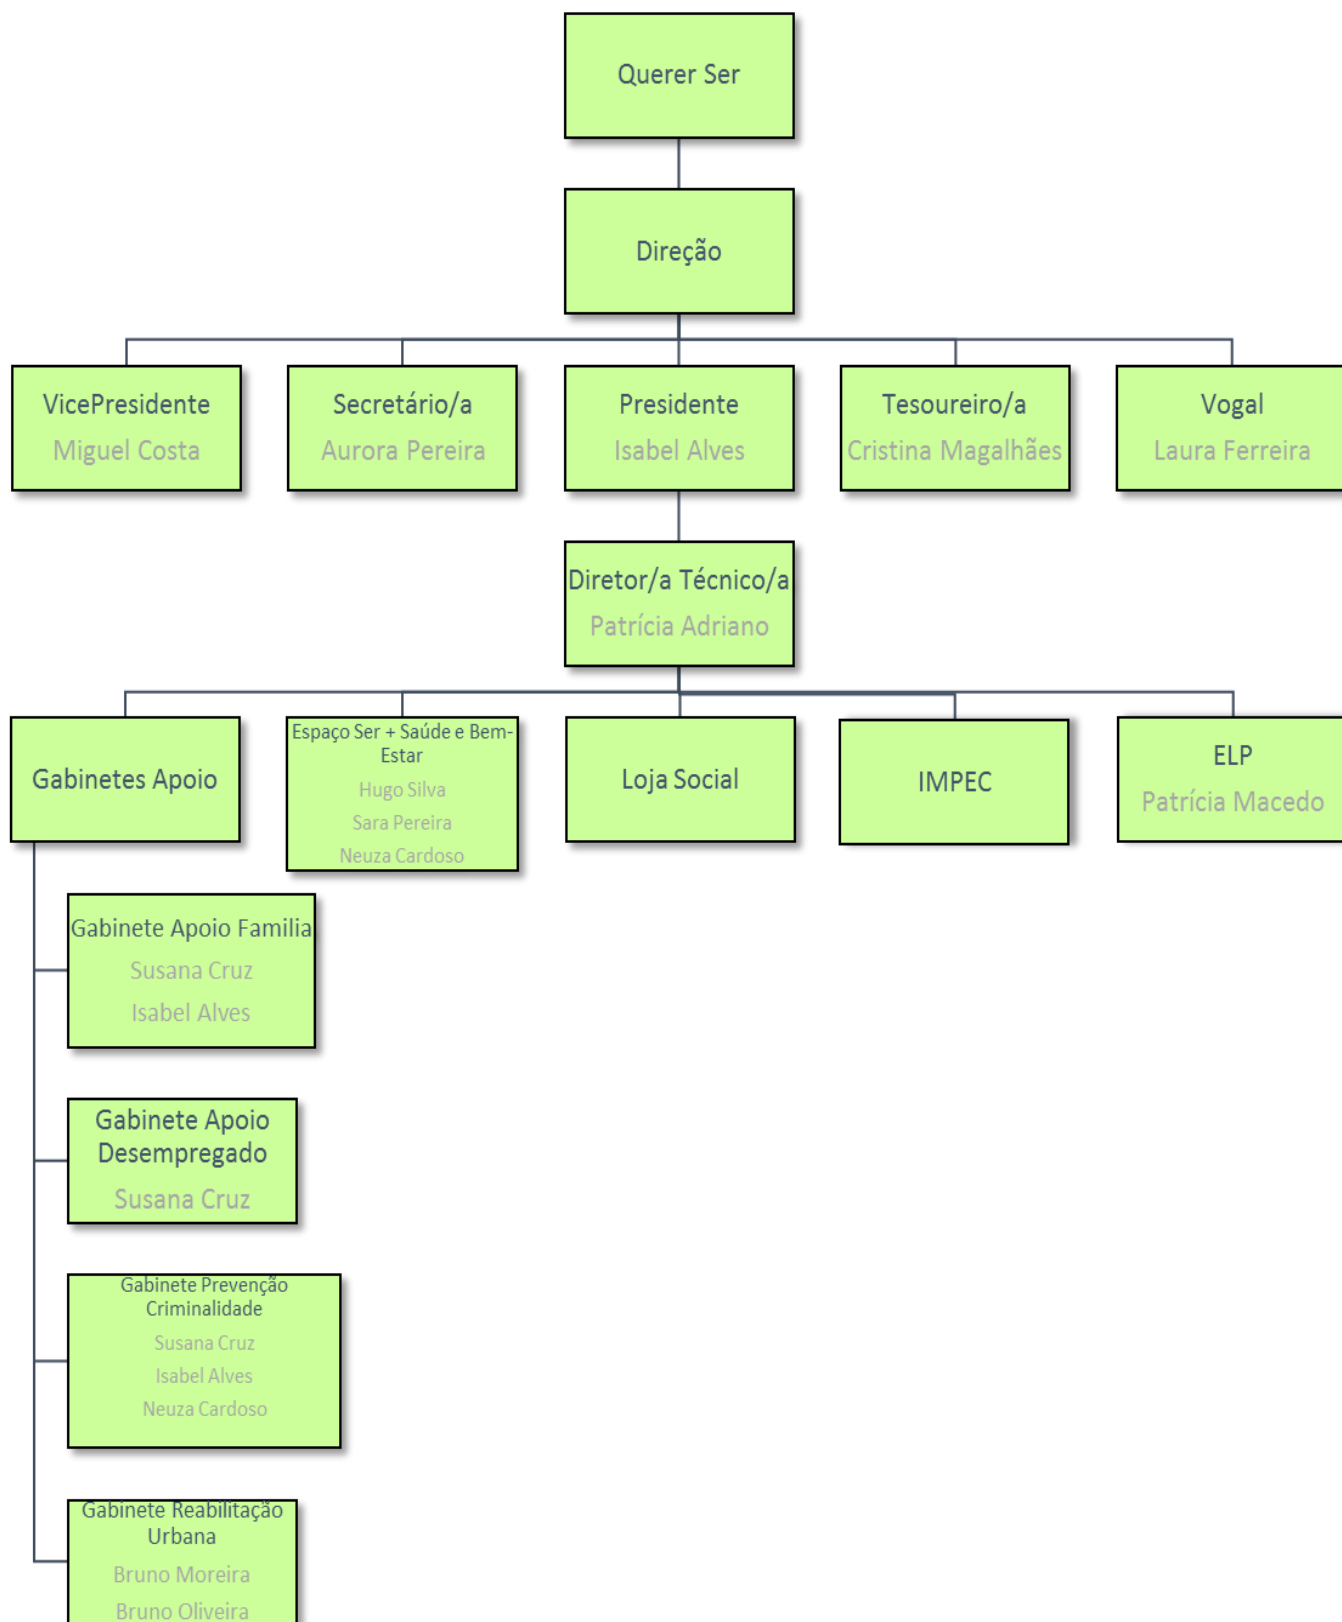 Querer Ser
Direção
VicePresidente
Miguel Costa
Secretário/a
Aurora Pereira
Presidente
Isabel Alves
Tesoureiro/a
Cristina Magalhães
Vogal
Laura Ferreira
Diretor/a Técnico/a
Patrícia Adriano
Gabinetes Apoio
Espaço Ser + Saúde e Bem-
Estar
Hugo Silva
Sara Pereira
Neuza Cardoso
Loja Social
IMPEC
ELP
Patrícia Macedo
Gabinete Apoio Familia
Susana Cruz
Isabel Alves
Gabinete Apoio
Desempregado
Susana Cruz
Gabinete Prevenção
Criminalidade
Susana Cruz
Isabel Alves
Neuza Cardoso
Gabinete Reabilitação
Urbana
Bruno Moreira
Bruno Oliveira